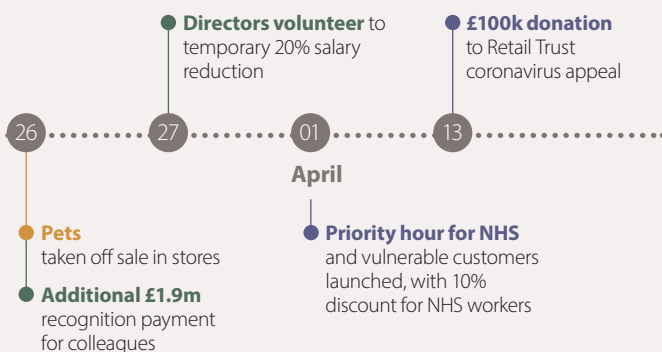 Directors volunteer to
temporary 20% salary
reduction
£100k donation
to Retail Trust
coronavirus appeal
26
27
01
13
April
Pets
taken off sale in stores
Additional £1.9m
recognition payment
for colleagues
Priority hour for NHS
and vulnerable customers
launched, with 10%
discount for NHS workers